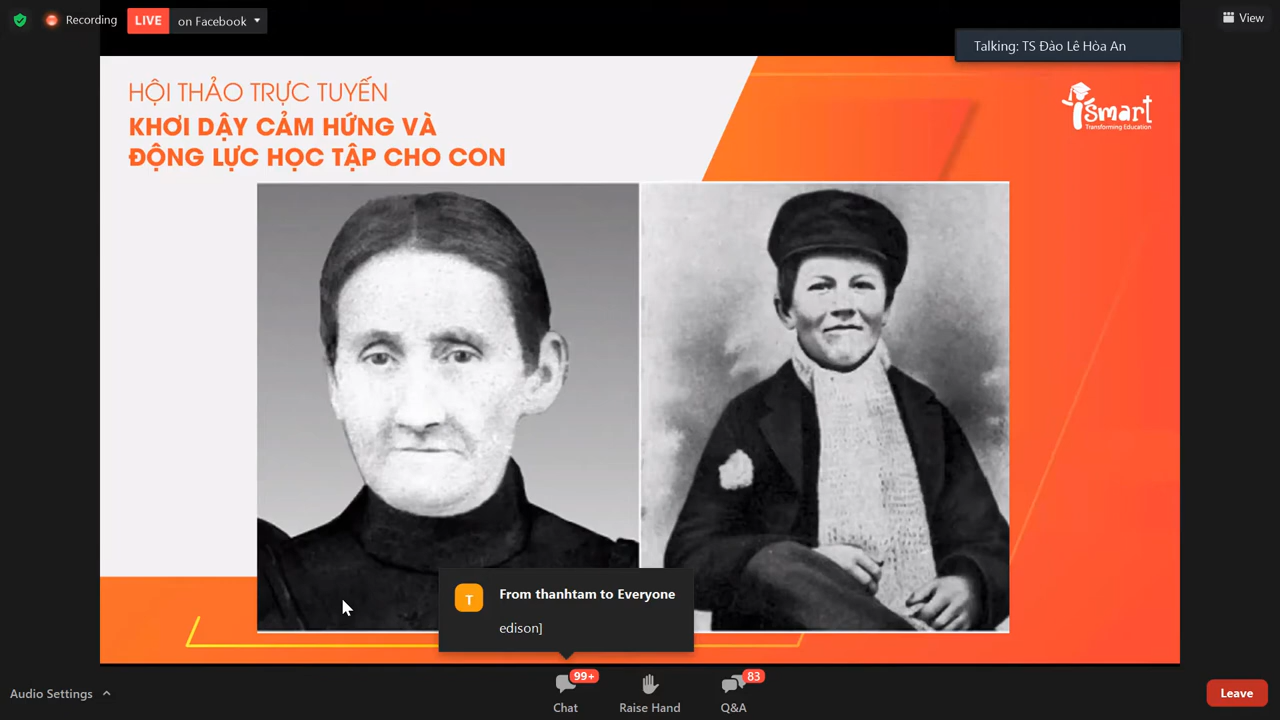 Recording
LIVE
on Facebook
View
Talking: TS Đào Lê Hòa An
HỘI THẢO TRỰC TUYẾN
KHƠI DẬY CẢM HỨNG VÀ
ĐỘNG LỰC HỌC TẬP CHO CON
iSmart
Transforming Education
T
From thanhtam to Everyone
edison]
Audio Settings
99+
Chat
Raise Hand
83
Q&A
Leave